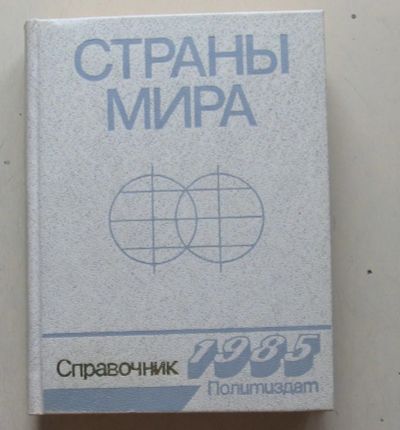 СТРАНЫ
МИРА
Справочник 1985
Политиздат